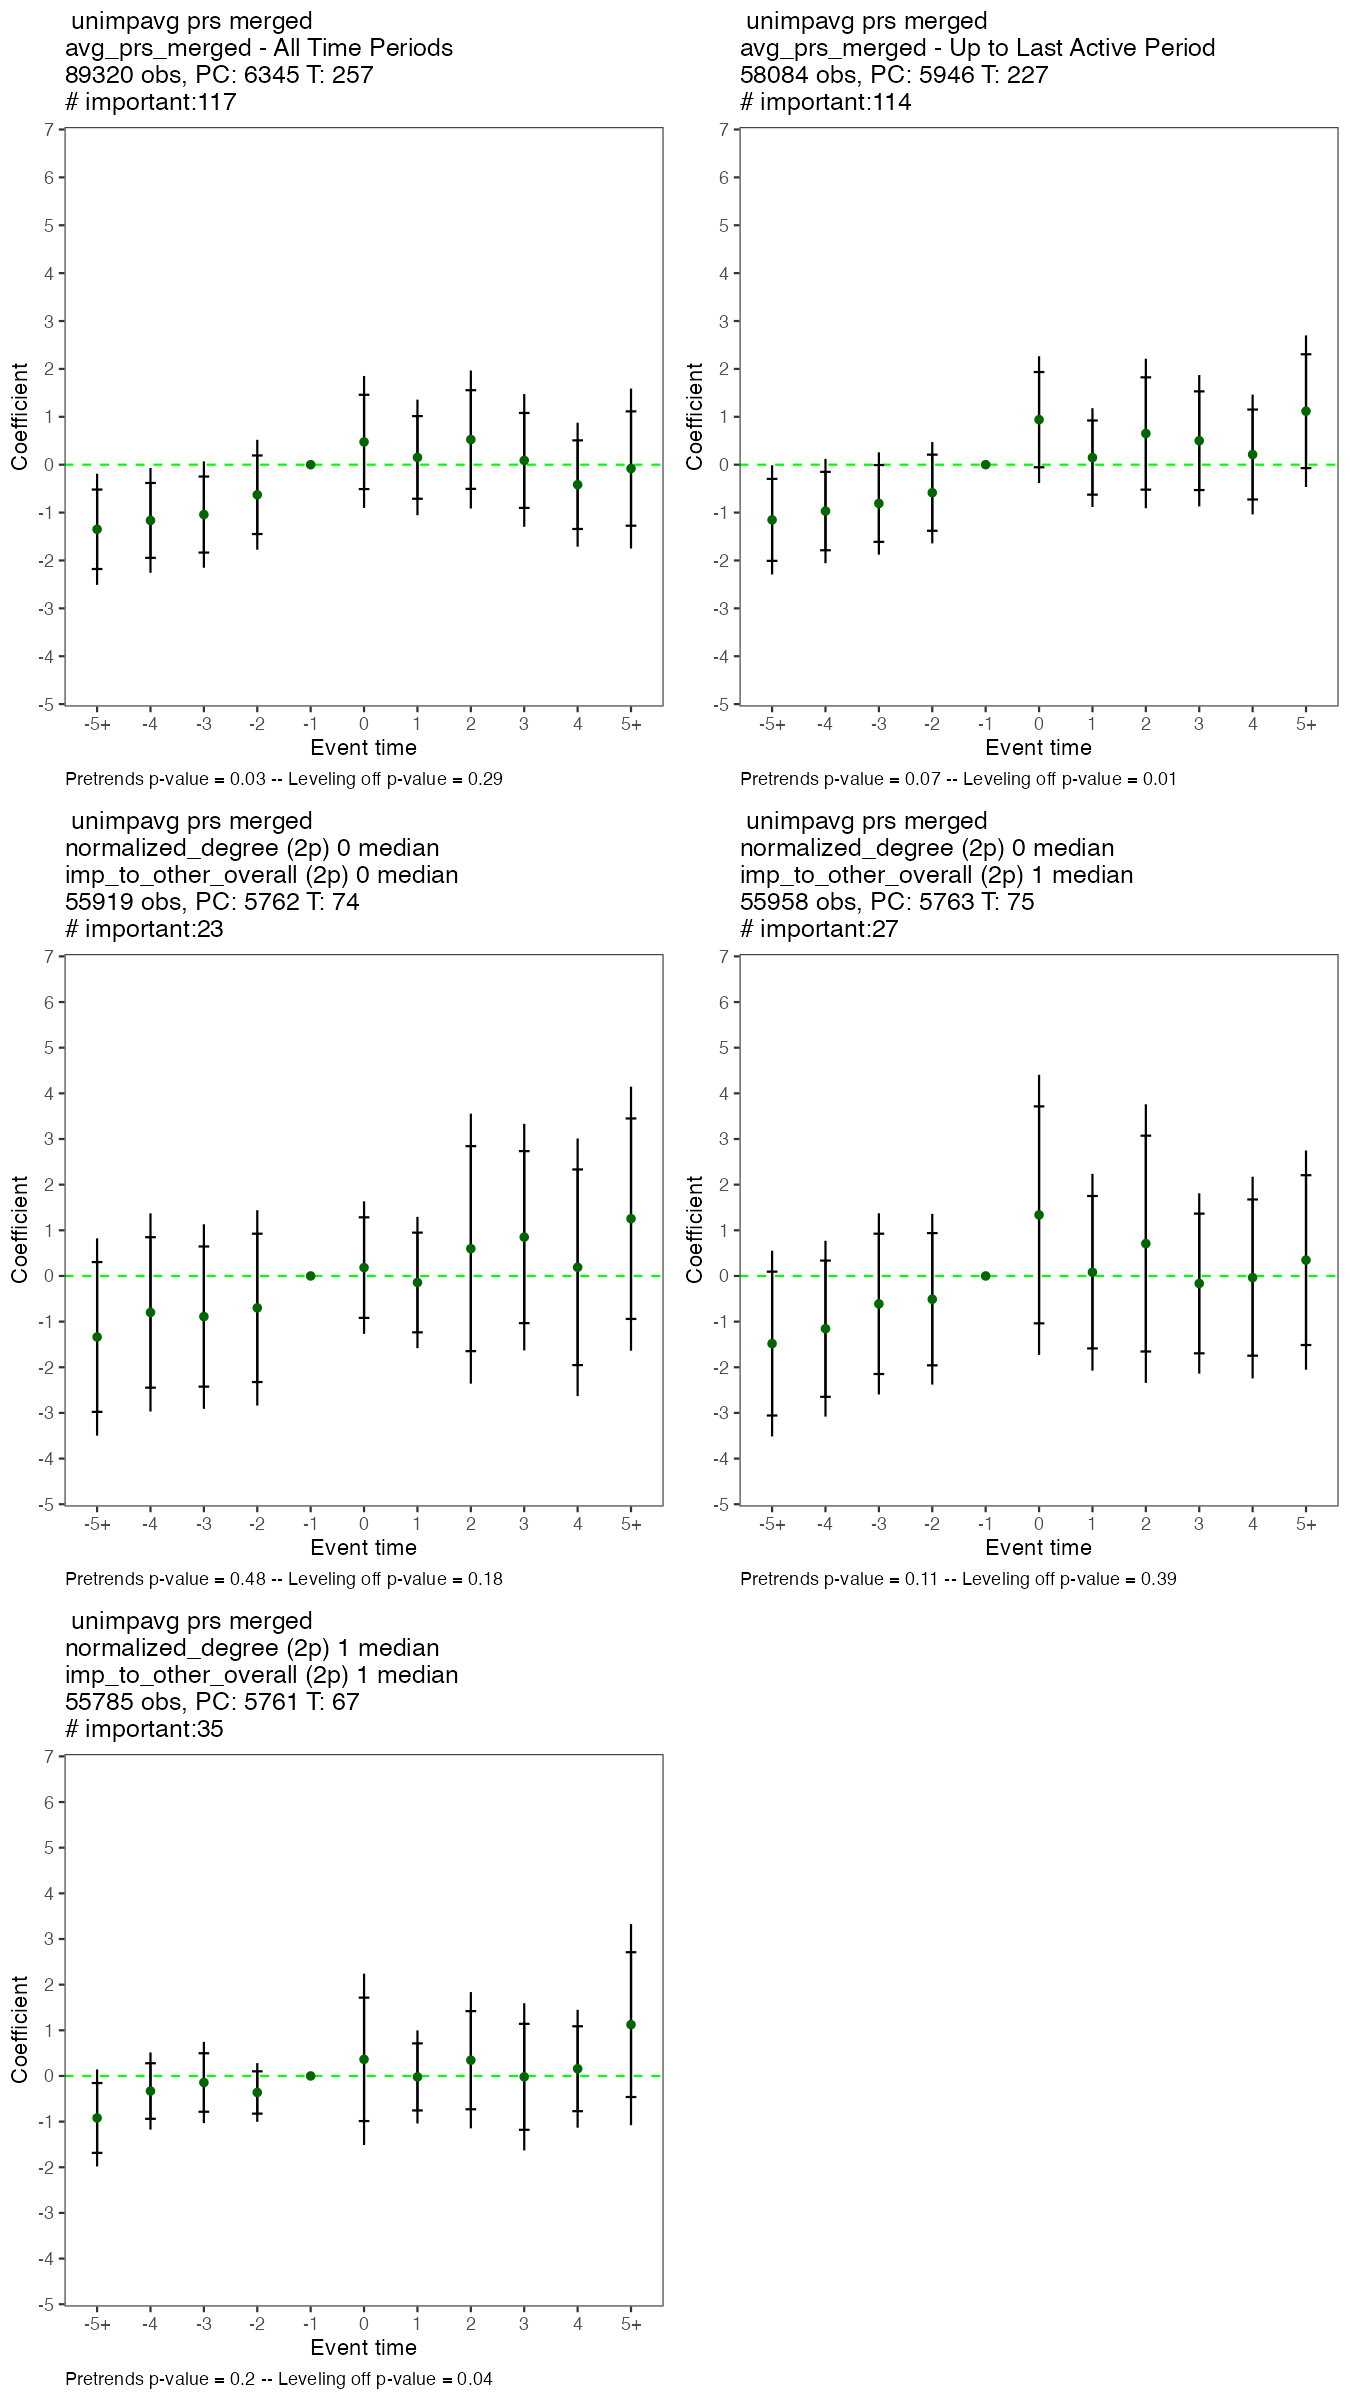 unimpavg prs merged
avg_prs_merged - All Time Periods
89320 obs, PC: 6345 T: 257
# important:117
7
6
5
4
3
2
1
0
-1
-2
-3
-4
-5
Coefficient
-5+ -4 -3 -2 -1 0 1 2 3 4 5+
Event time
Pretrends p-value = 0.03 -- Leveling off p-value = 0.29
unimpavg prs merged
avg_prs_merged - Up to Last Active Period
58084 obs, PC: 5946 T: 227
# important:114
7
6
5
4
3
2
1
0
-1
-2
-3
-4
-5
Coefficient
-5+ -4 -3 -2 -1 0 1 2 3 4 5+
Event time
Pretrends p-value = 0.07 -- Leveling off p-value = 0.01
unimpavg prs merged
normalized_degree (2p) 0 median
imp_to_other_overall (2p) 0 median
55919 obs, PC: 5762 T: 74
# important:23
7
6
5
4
3
2
1
0
-1
-2
-3
-4
-5
Coefficient
-5+ -4 -3 -2 -1 0 1 2 3 4 5+
Event time
Pretrends p-value = 0.48 -- Leveling off p-value = 0.18
unimpavg prs merged
normalized_degree (2p) 0 median
imp_to_other_overall (2p) 1 median
55958 obs, PC: 5763 T: 75
# important:27
7
6
5
4
3
2
1
0
-1
-2
-3
-4
-5
Coefficient
-5+ -4 -3 -2 -1 0 1 2 3 4 5+
Event time
Pretrends p-value = 0.11 -- Leveling off p-value = 0.39
unimpavg prs merged
normalized_degree (2p) 1 median
imp_to_other_overall (2p) 1 median
55785 obs, PC: 5761 T: 67
# important:35
7
6
5
4
3
2
1
0
-1
-2
-3
-4
-5
Coefficient
-5+ -4 -3 -2 -1 0 1 2 3 4 5+
Event time
Pretrends p-value = 0.2 -- Leveling off p-value = 0.04